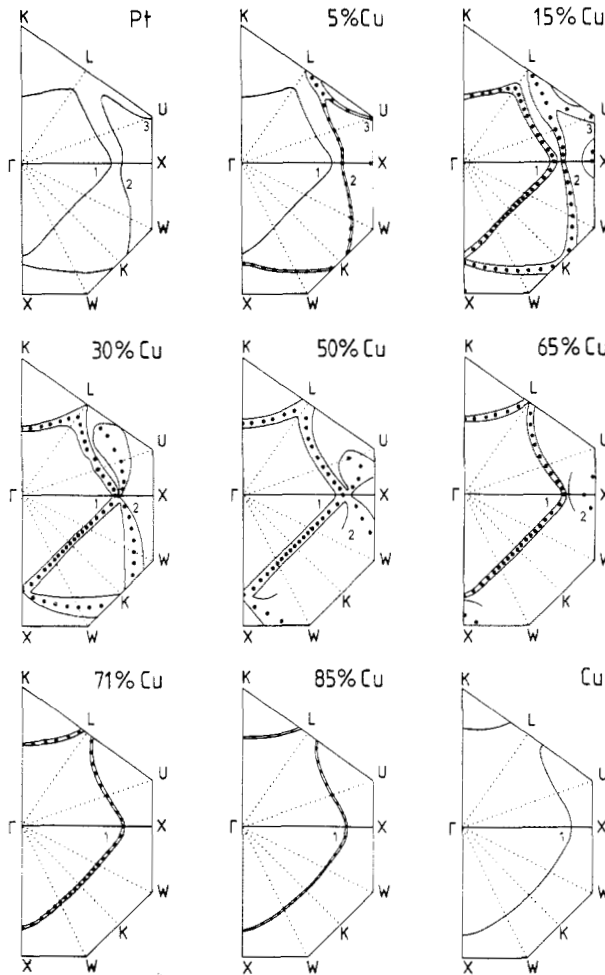 K Pt
L
U
3
Γ 1 X
2
W
K
X W
K 5%Cu
L
U
3
Γ 1 X
2
W
K
X W
K 15% Cu
L
U
3
Γ 1 X
2
W
K
X W
K 30% Cu
L
U
Γ 1 2 X
W
K
X W
K 50% Cu
L
U
Γ 1 X
2
W
K
X W
K 65% Cu
L
U
Γ 1 X
2
W
K
X W
K 71% Cu
L
U
Γ 1 X
W
K
X W
K 85% Cu
L
U
Γ 1 X
W
K
X W
K Cu
L
U
Γ 1 X
W
K
X W